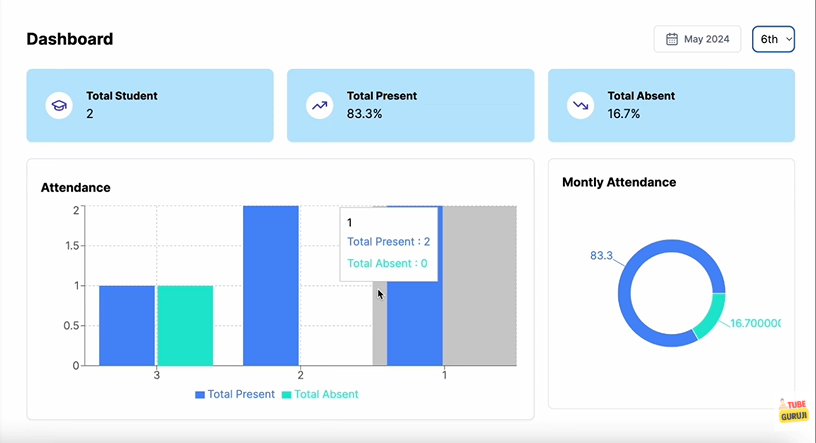 Dashboard
May 2024
6th
Total Student
2
Total Present
83.3%
Total Absent
16.7%
Attendance
2
1.5
1
0.5
0
3
2
1
1
Total Present : 2
Total Absent : 0
Total Present
Total Absent
Montly Attendance
83.3
16.700000
TUBE
GURUJI